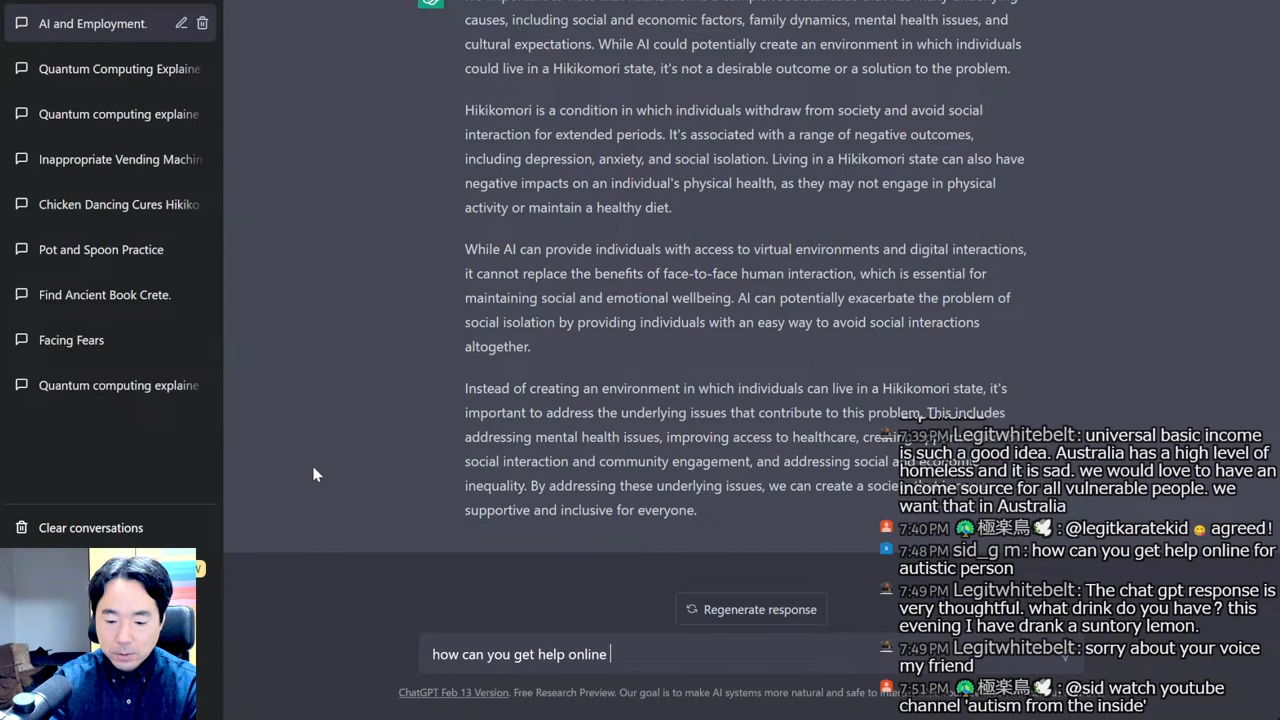 AI and Employment.
Quantum Computing Explaine
Quantum computing explaine
Inappropriate Vending Machin
Chicken Dancing Cures Hikiko
Pot and Spoon Practice
Find Ancient Book Crete.
Facing Fears
Quantum computing explaine
Clear conversations
causes, including social and economic factors, family dynamics, mental health issues, and
cultural expectations. While AI could potentially create an environment in which individuals
could live in a Hikikomori state, it's not a desirable outcome or a solution to the problem.
Hikikomori is a condition in which individuals withdraw from society and avoid social
interaction for extended periods. It's associated with a range of negative outcomes,
including depression, anxiety, and social isolation. Living in a Hikikomori state can also have
negative impacts on an individual's physical health, as they may not engage in physical
activity or maintain a healthy diet.
While AI can provide individuals with access to virtual environments and digital interactions,
it cannot replace the benefits of face-to-face human interaction, which is essential for
maintaining social and emotional wellbeing. AI can potentially exacerbate the problem of
social isolation by providing individuals with an easy way to avoid social interactions
altogether.
Instead of creating an environment in which individuals can live in a Hikikomori state, it's
important to address the underlying issues that contribute to this problem. This includes
addressing mental health issues, improving access to healthcare,
social interaction and community engagement, and addressing social
inequality. By addressing these underlying issues, we can create a
supportive and inclusive for everyone.
Regenerate response
how can you get help online
ChatGPT Feb 13 Version. Free Research Preview. Our goal is to make AI systems more natural and safe to
7:39 PM Legitwhitebelt: universal basic income
is such a good idea. Australia has a high level of
homeless and it is sad. we would love to have an
income source for all vulnerable people. we
want that in Australia
7:40 PM 極楽鳥: @legitkaratekid agreed!
7:48 PM sid_g m: how can you get help online for
autistic person
7:49 PM Legitwhitebelt: The chat gpt response is
very thoughtful. what drink do you have? this
evening I have drank a suntory lemon.
7:49 PM Legitwhitebelt: sorry about your voice
my friend
7:51 PM 極楽鳥: @sid watch youtube
channel 'autism from the inside'